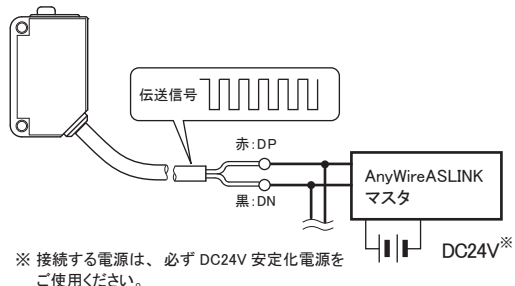 伝送信号
赤:DP
黒:DN
AnyWireASLINK
マスタ
DC24V※
※ 接続する電源は、必ず DC24V 安定化電源を
ご使用ください。